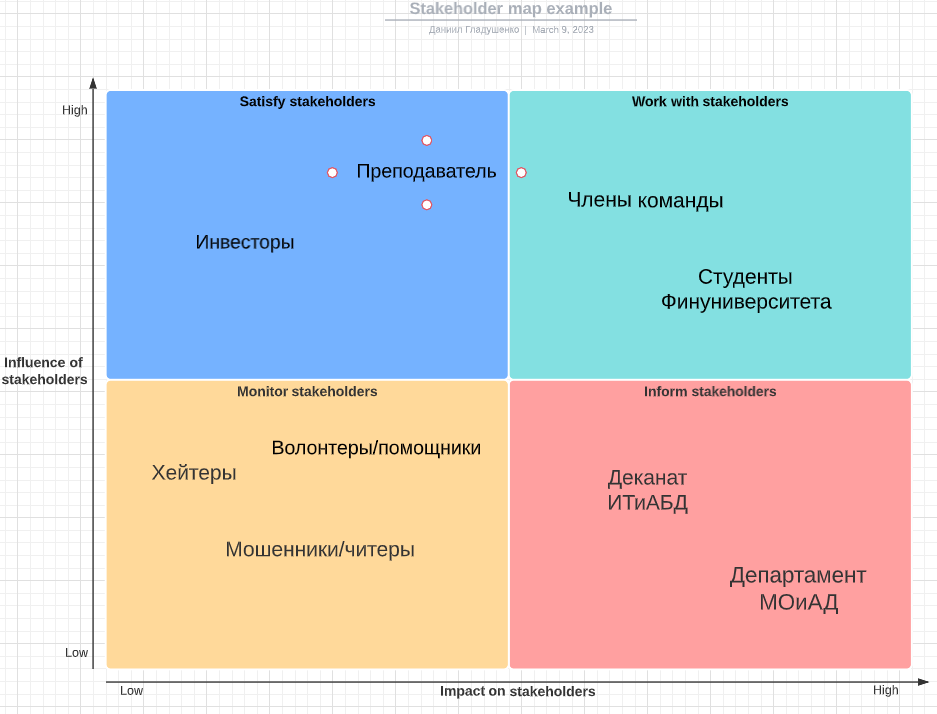 Stakeholder map example
Даниил Гладушенко | March 9, 2023
High
Satisfy stakeholders
Work with stakeholders
Преподаватель
Члены команды
Инвесторы
Студенты
Финуниверситета
Influence of
stakeholders
Monitor stakeholders
Inform stakeholders
Волонтеры/помощники
Хейтеры
Деканат
ИТиАБД
Мошенники/читеры
Департамент
МОиАД
Low
Low
Impact on stakeholders
High